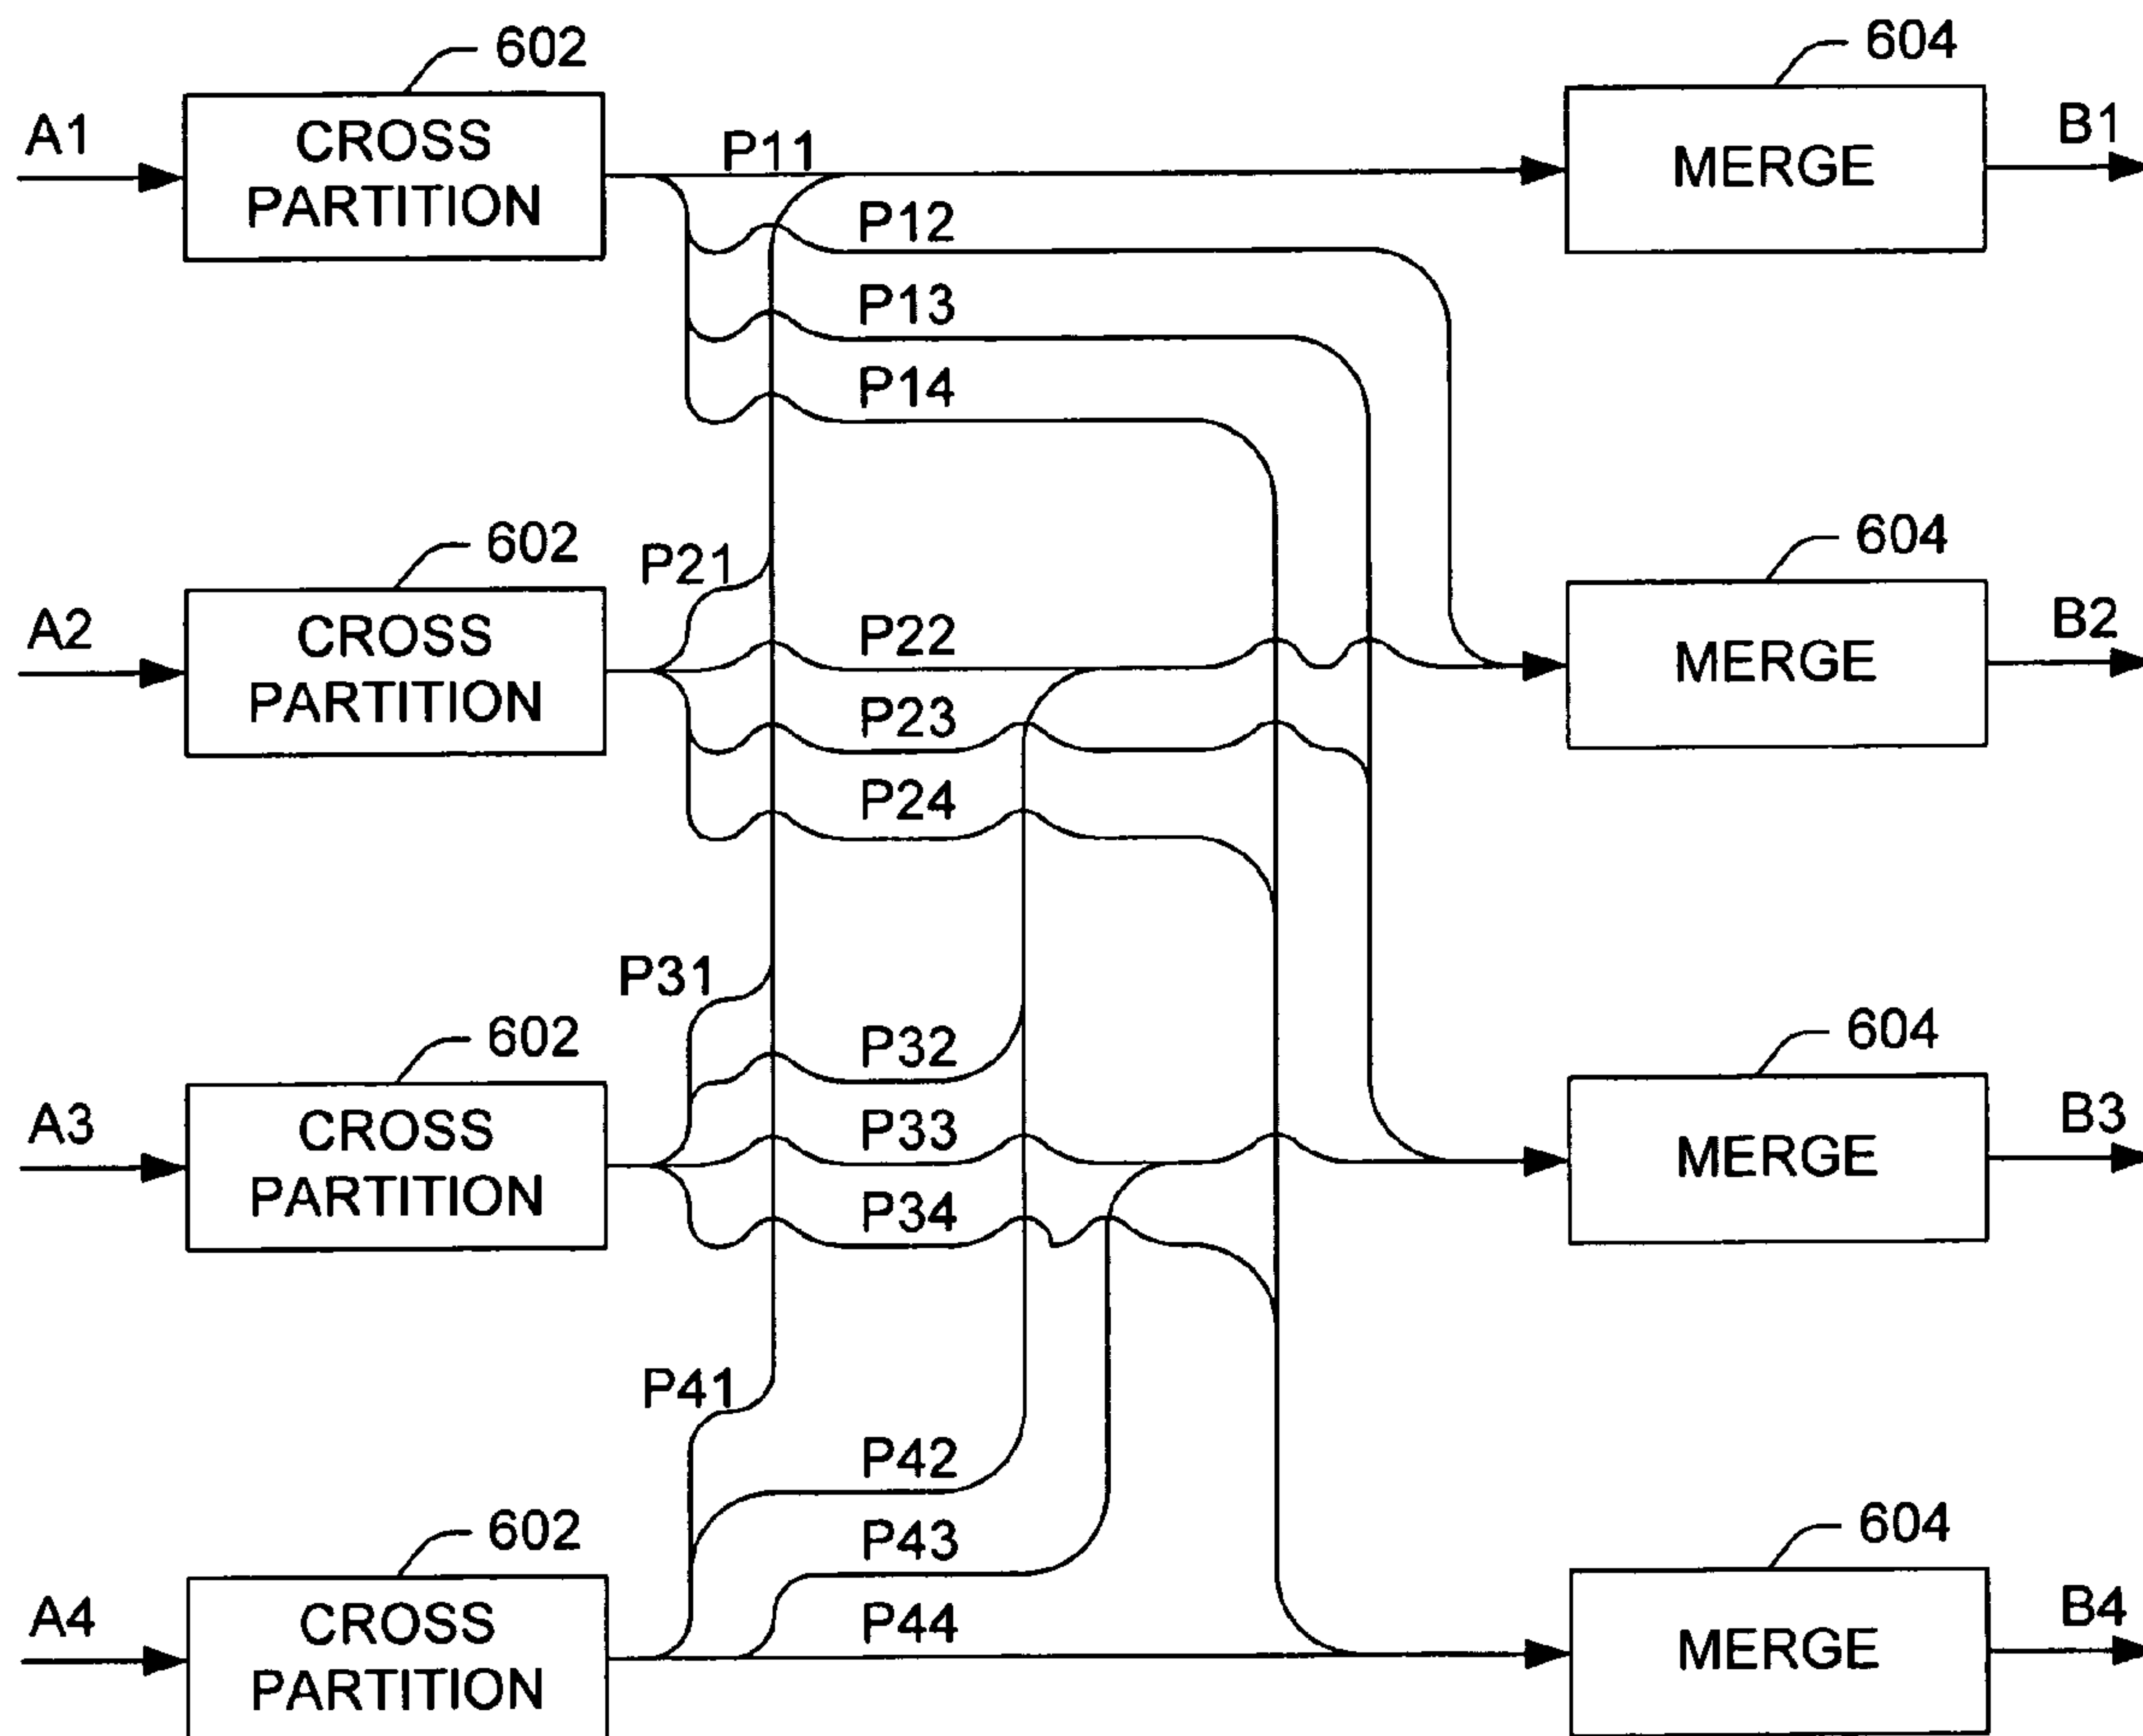 602
604
A1
CROSS
PARTITION
P11
MERGE
B1
P12
P13
P14
602
604
A2
CROSS
PARTITION
P21
P22
MERGE
B2
P23
P24
602
604
A3
CROSS
PARTITION
P31
P32
P33
MERGE
B3
P34
P41
P42
602
604
A4
CROSS
PARTITION
P43
P44
MERGE
B4